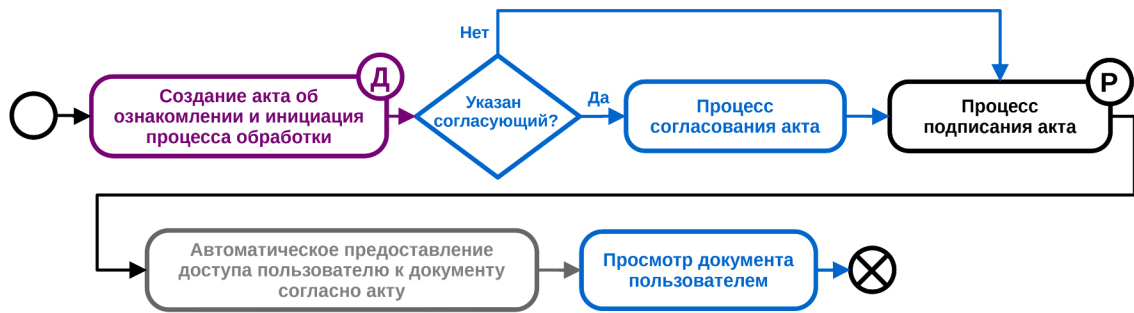 Нет
Д
Р
Создание акта об
ознакомлении и инициация
процесса обработки
Указан
согласующий?
Да
Процесс
согласования акта
Процесс
подписания акта
Автоматическое предоставление
доступа пользователю к документу
согласно акту
Просмотр документа
пользователем